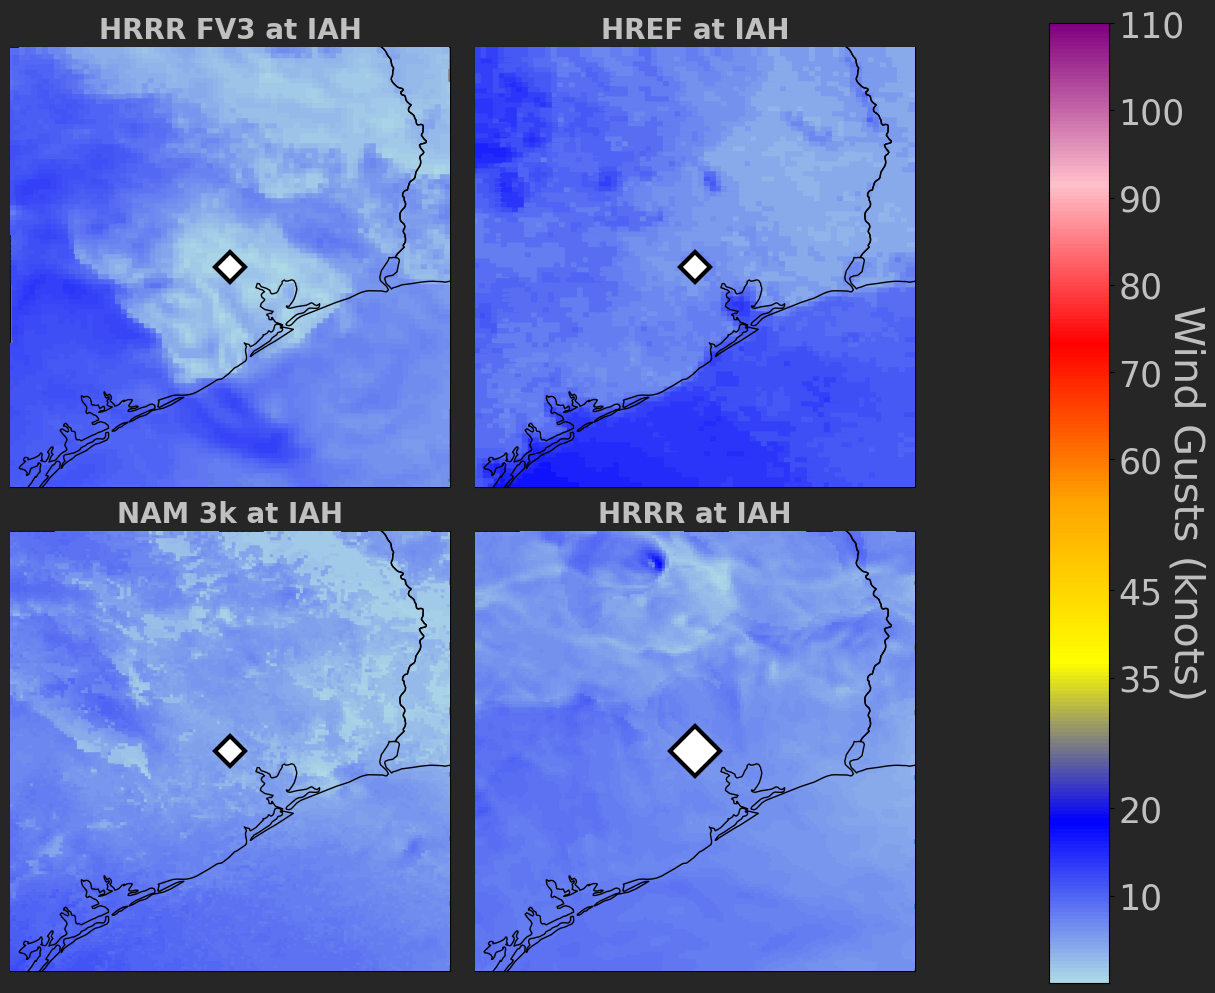 HRRR FV3 at IAH
HREF at IAH
NAM 3k at IAH
HRRR at IAH
110
100
90
80
70
60
45
35
20
10
Wind Gusts (knots)